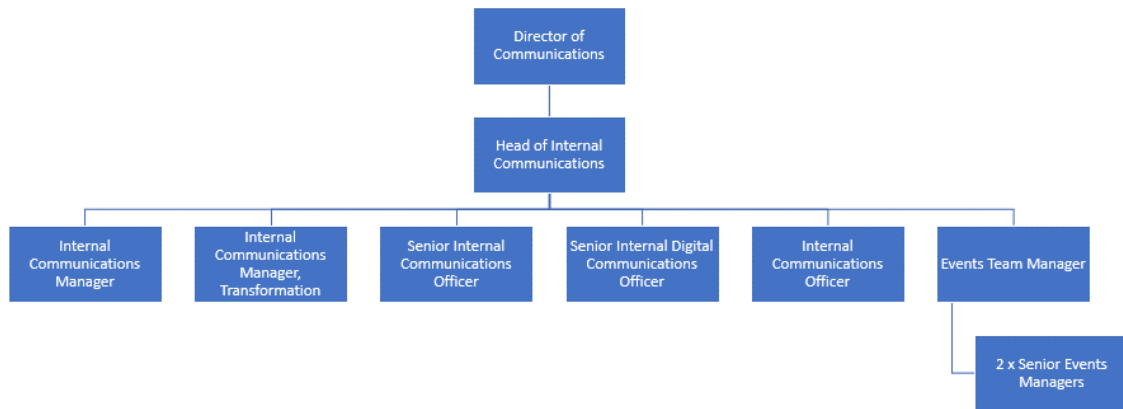 Director of
Communications
Head of Internal
Communications
Internal
Communications
Manager
Internal
Communications
Manager,
Transformation
Senior Internal
Communications
Officer
Senior Internal Digital
Communications
Officer
Internal
Communications
Officer
Events Team Manager
2 x Senior Events
Managers